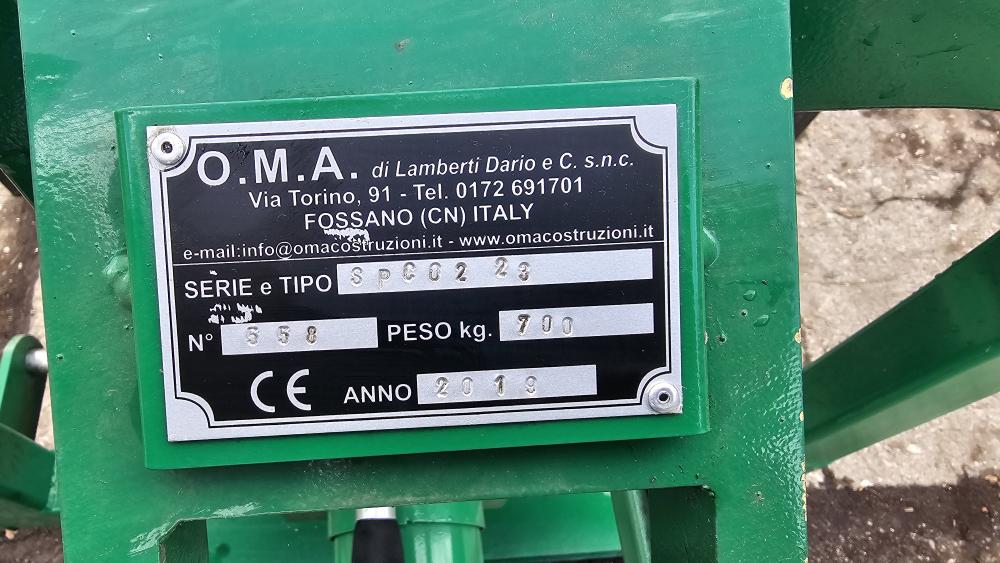 O.M.A. di Lamberti Dario e C. s.n.c.
Via Torino, 91 - Tel. 0172 691701
FOSSANO (CN) ITALY
e-mail:info@omacostruzioni.it - www.omacostruzioni.it
SERIE e TIPO SPC02 23
N° 558 PESO kg. 700
CE ANNO 2019